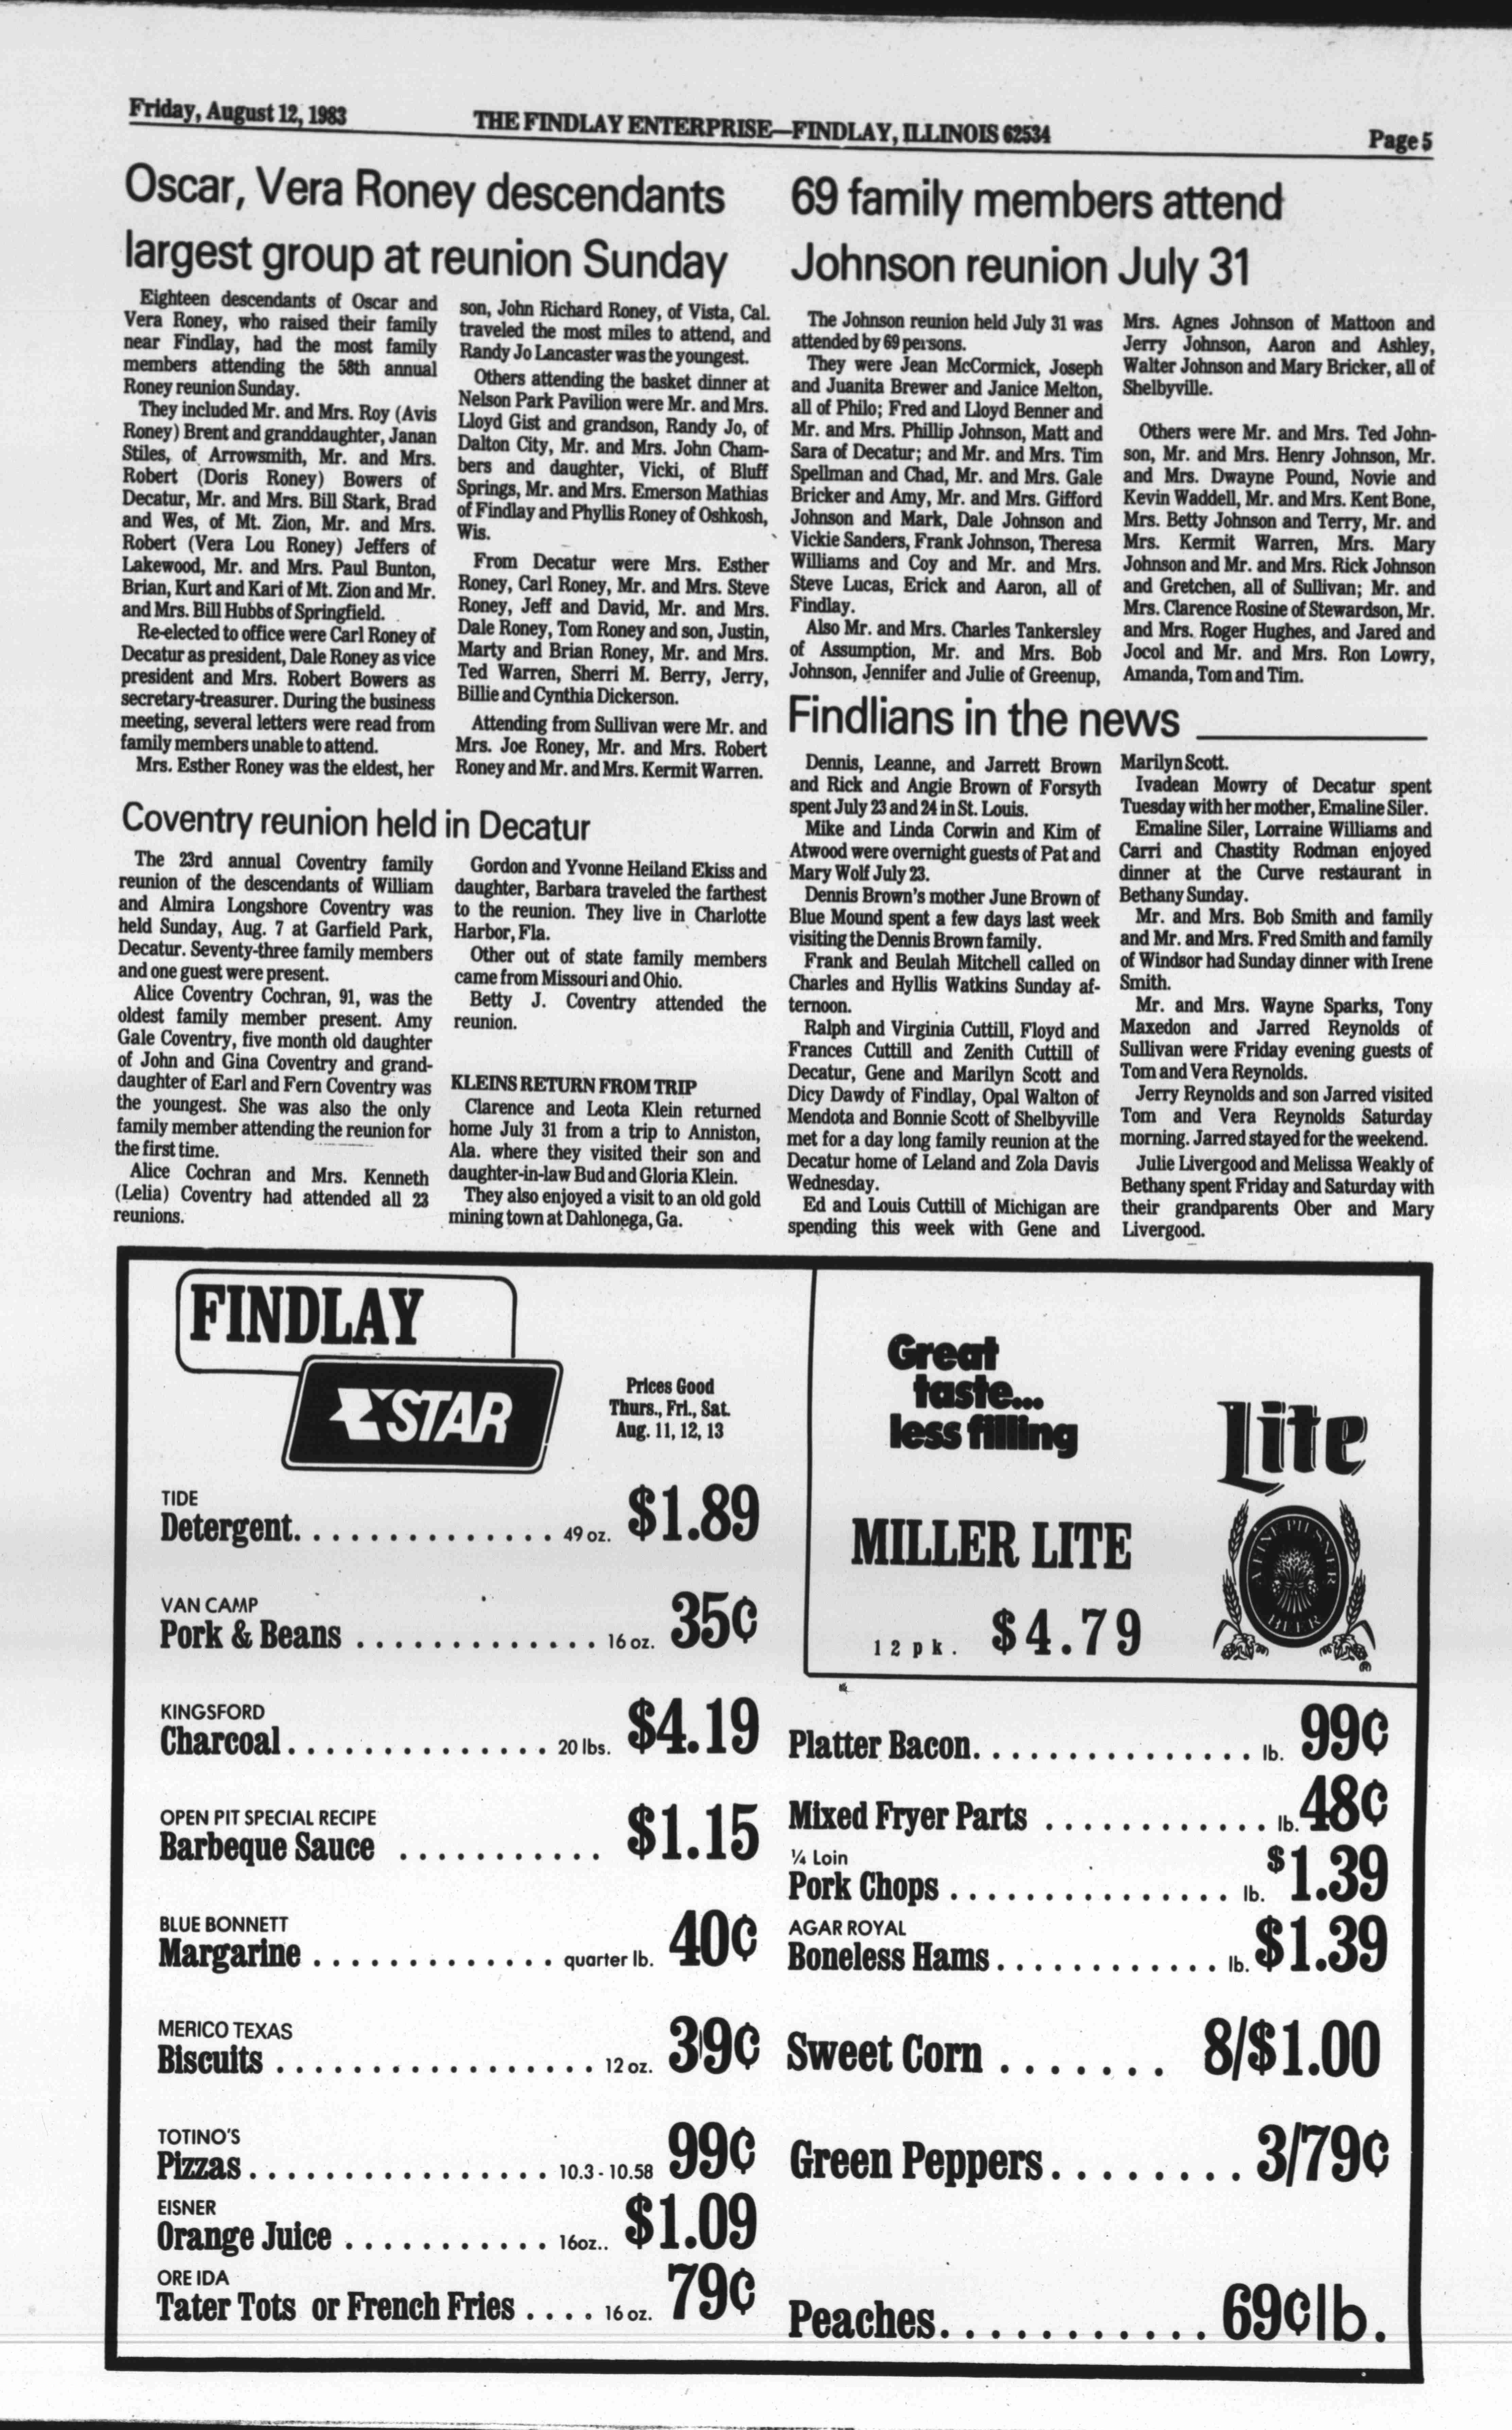 Friday, August 12, 1983
THE FINDLAY ENTERPRISE—FINDLAY, ILLINOIS 62534
Page 5
Oscar, Vera Roney descendants
largest group at reunion Sunday
Eighteen descendants of Oscar and
Vera Roney, who raised their family
near Findlay, had the most family
members attending the 58th annual
Roney reunion Sunday.
They included Mr. and Mrs. Roy (Avis
Roney) Brent and granddaughter, Janan
Stiles, of Arrowsmith, Mr. and Mrs.
Robert (Doris Roney) Bowers of
Decatur, Mr. and Mrs. Bill Stark, Brad
and Wes, of Mt. Zion, Mr. and Mrs.
Robert (Vera Lou Roney) Jeffers of
Lakewood, Mr. and Mrs. Paul Bunton,
Brian, Kurt and Kari of Mt. Zion and Mr.
and Mrs. Bill Hubbs of Springfield.
Re-elected to office were Carl Roney of
Decatur as president, Dale Roney as vice
president and Mrs. Robert Bowers as
secretary-treasurer. During the business
meeting, several letters were read from
family members unable to attend.
Mrs. Esther Roney was the eldest, her
son, John Richard Roney, of Vista, Cal.
traveled the most miles to attend, and
Randy Jo Lancaster was the youngest.
Others attending the basket dinner at
Nelson Park Pavilion were Mr. and Mrs.
Lloyd Gist and grandson, Randy Jo, of
Dalton City, Mr. and Mrs. John Cham-
bers and daughter, Vicki, of Bluff
Springs, Mr. and Mrs. Emerson Mathias
of Findlay and Phyllis Roney of Oshkosh,
Wis.
From Decatur were Mrs. Esther
Roney, Carl Roney, Mr. and Mrs. Steve
Roney, Jeff and David, Mr. and Mrs.
Dale Roney, Tom Roney and son, Justin,
Marty and Brian Roney, Mr. and Mrs.
Ted Warren, Sherri M. Berry, Jerry,
Billie and Cynthia Dickerson.
Attending from Sullivan were Mr. and
Mrs. Joe Roney, Mr. and Mrs. Robert
Roney and Mr. and Mrs. Kermit Warren.
Coventry reunion held in Decatur
The 23rd annual Coventry family
reunion of the descendants of William
and Almira Longshore Coventry was
held Sunday, Aug. 7 at Garfield Park,
Decatur. Seventy-three family members
and one guest were present.
Alice Coventry Cochran, 91, was the
oldest family member present. Amy
Gale Coventry, five month old daughter
of John and Gina Coventry and grand-
daughter of Earl and Fern Coventry was
the youngest. She was also the only
family member attending the reunion for
the first time.
Alice Cochran and Mrs. Kenneth
(Lelia) Coventry had attended all 23
reunions.
Gordon and Yvonne Heiland Ekiss and
daughter, Barbara traveled the farthest
to the reunion. They live in Charlotte
Harbor, Fla.
Other out of state family members
came from Missouri and Ohio.
Betty J. Coventry attended the
reunion.
KLEINS RETURN FROM TRIP
Clarence and Leota Klein returned
home July 31 from a trip to Anniston,
Ala. where they visited their son and
daughter-in-law Bud and Gloria Klein.
They also enjoyed a visit to an old gold
mining town at Dahlonega, Ga.
69 family members attend
Johnson reunion July 31
The Johnson reunion held July 31 was
attended by 69 persons.
They were Jean McCormick, Joseph
and Juanita Brewer and Janice Melton,
all of Philo; Fred and Lloyd Benner and
Mr. and Mrs. Phillip Johnson, Matt and
Sara of Decatur; and Mr. and Mrs. Tim
Spellman and Chad, Mr. and Mrs. Gale
Bricker and Amy, Mr. and Mrs. Gifford
Johnson and Mark, Dale Johnson and
Vickie Sanders, Frank Johnson, Theresa
Williams and Coy and Mr. and Mrs.
Steve Lucas, Erick and Aaron, all of
Findlay.
Also Mr. and Mrs. Charles Tankersley
of Assumption, Mr. and Mrs. Bob
Johnson, Jennifer and Julie of Greenup,
Mrs. Agnes Johnson of Mattoon and
Jerry Johnson, Aaron and Ashley,
Walter Johnson and Mary Bricker, all of
Shelbyville.
Others were Mr. and Mrs. Ted John-
son, Mr. and Mrs. Henry Johnson, Mr.
and Mrs. Dwayne Pound, Novie and
Kevin Waddell, Mr. and Mrs. Kent Bone,
Mrs. Betty Johnson and Terry, Mr. and
Mrs. Kermit Warren, Mrs. Mary
Johnson and Mr. and Mrs. Rick Johnson
and Gretchen, all of Sullivan; Mr. and
Mrs. Clarence Rosine of Stewardson, Mr.
and Mrs. Roger Hughes, and Jared and
Jocol and Mr. and Mrs. Ron Lowry,
Amanda, Tom and Tim.
Findlians in the news
Dennis, Leanne, and Jarrett Brown
and Rick and Angie Brown of Forsyth
spent July 23 and 24 in St. Louis.
Mike and Linda Corwin and Kim of
Atwood were overnight guests of Pat and
Mary Wolf July 23.
Dennis Brown's mother June Brown of
Blue Mound spent a few days last week
visiting the Dennis Brown family.
Frank and Beulah Mitchell called on
Charles and Hyllis Watkins Sunday af-
ternoon.
Ralph and Virginia Cuttill, Floyd and
Frances Cuttill and Zenith Cuttill of
Decatur, Gene and Marilyn Scott and
Dicy Dawdy of Findlay, Opal Walton of
Mendota and Bonnie Scott of Shelbyville
met for a day long family reunion at the
Decatur home of Leland and Zola Davis
Wednesday.
Ed and Louis Cuttill of Michigan are
spending this week with Gene and
Marilyn Scott.
Ivadean Mowry of Decatur spent
Tuesday with her mother, Emaline Siler.
Emaline Siler, Lorraine Williams and
Carri and Chastity Rodman enjoyed
dinner at the Curve restaurant in
Bethany Sunday.
Mr. and Mrs. Bob Smith and family
and Mr. and Mrs. Fred Smith and family
of Windsor had Sunday dinner with Irene
Smith.
Mr. and Mrs. Wayne Sparks, Tony
Maxedon and Jarred Reynolds of
Sullivan were Friday evening guests of
Tom and Vera Reynolds.
Jerry Reynolds and son Jarred visited
Tom and Vera Reynolds Saturday
morning. Jarred stayed for the weekend.
Julie Livergood and Melissa Weakly of
Bethany spent Friday and Saturday with
their grandparents Ober and Mary
Livergood.
FINDLAY
STAR
Prices Good
Thurs., Fri., Sat.
Aug. 11, 12, 13
TIDE
Detergent. . . . . . . . . . . . . . 49 oz. $1.89
VAN CAMP
Pork & Beans . . . . . . . . . . . . . 16 oz. 35¢
KINGSFORD
Charcoal. . . . . . . . . . . . . . 20 lbs. $4.19
OPEN PIT SPECIAL RECIPE
Barbeque Sauce . . . . . . . . . . . $1.15
BLUE BONNETT
Margarine . . . . . . . . . . . . . quarter lb. 40¢
MERICO TEXAS
Biscuits . . . . . . . . . . . . . . . . . 12 oz. 39¢
TOTINO'S
Pizzas. . . . . . . . . . . . . . . . 10.3 - 10.58 99¢
EISNER
Orange Juice . . . . . . . . . . . 16oz.. $1.09
ORE IDA
Tater Tots or French Fries . . . . 16 oz. 79¢
Great
taste...
less filling
Lite
MILLER LITE
12 pk. $4.79
A FINE PILSNER
BEER
Platter Bacon. . . . . . . . . . . . . . . lb. 99¢
Mixed Fryer Parts . . . . . . . . . . . . lb. 48¢
¼ Loin
Pork Chops . . . . . . . . . . . . . . . lb. $1.39
AGAR ROYAL
Boneless Hams. . . . . . . . . . . . lb. $1.39
Sweet Corn . . . . . . . 8/$1.00
Green Peppers. . . . . . . . 3/79¢
Peaches. . . . . . . . . . . 69¢lb.